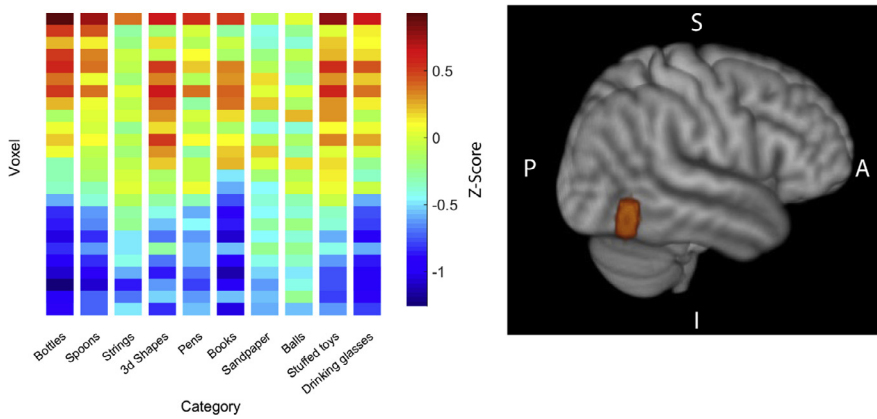 Voxel
0.5
0
-0.5
-1
Z-Score
Bottles
Spoons
Strings
3d Shapes
Pens
Books
Sandpaper
Balls
Stuffed toys
Drinking glasses
Category
S
P
A
I